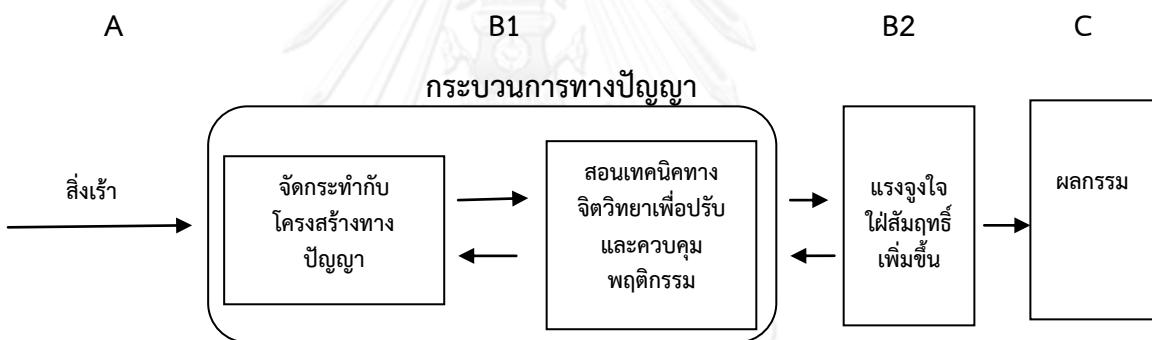 A B1 B2 C
กระบวนการทางปัญญา
สิ่งเร้า
จัดกระทำกับ
โครงสร้างทาง
ปัญญา
สอนเทคนิคทาง
จิตวิทยาเพื่อปรับ
และควบคุม
พฤติกรรม
แรงจูงใจ
ใฝ่สัมฤทธิ์
เพิ่มขึ้น
ผลกรรม